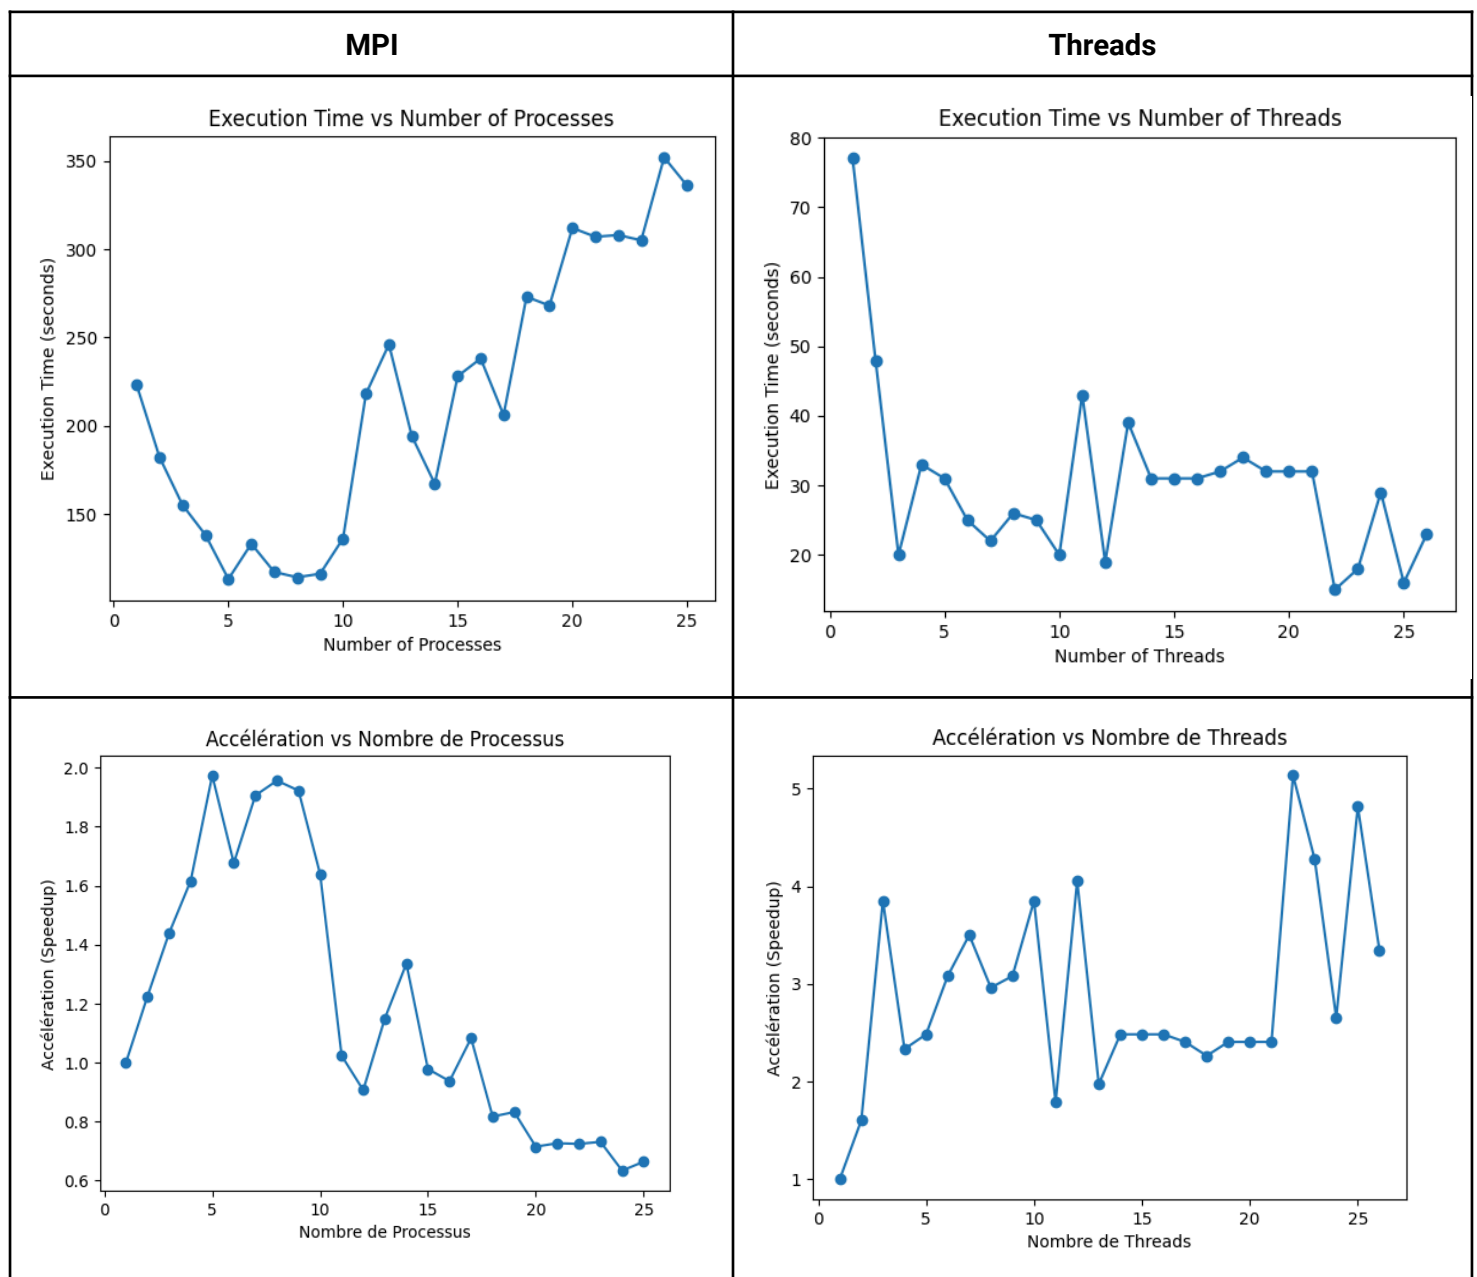 MPI
Threads
Execution Time vs Number of Processes
Execution Time (seconds)
350
300
250
200
150
0 5 10 15 20 25
Number of Processes
Execution Time vs Number of Threads
Execution Time (seconds)
80
70
60
50
40
30
20
0 5 10 15 20 25
Number of Threads
Accélération vs Nombre de Processus
Accélération (Speedup)
2.0
1.8
1.6
1.4
1.2
1.0
0.8
0.6
0 5 10 15 20 25
Nombre de Processus
Accélération vs Nombre de Threads
Accélération (Speedup)
5
4
3
2
1
0 5 10 15 20 25
Nombre de Threads